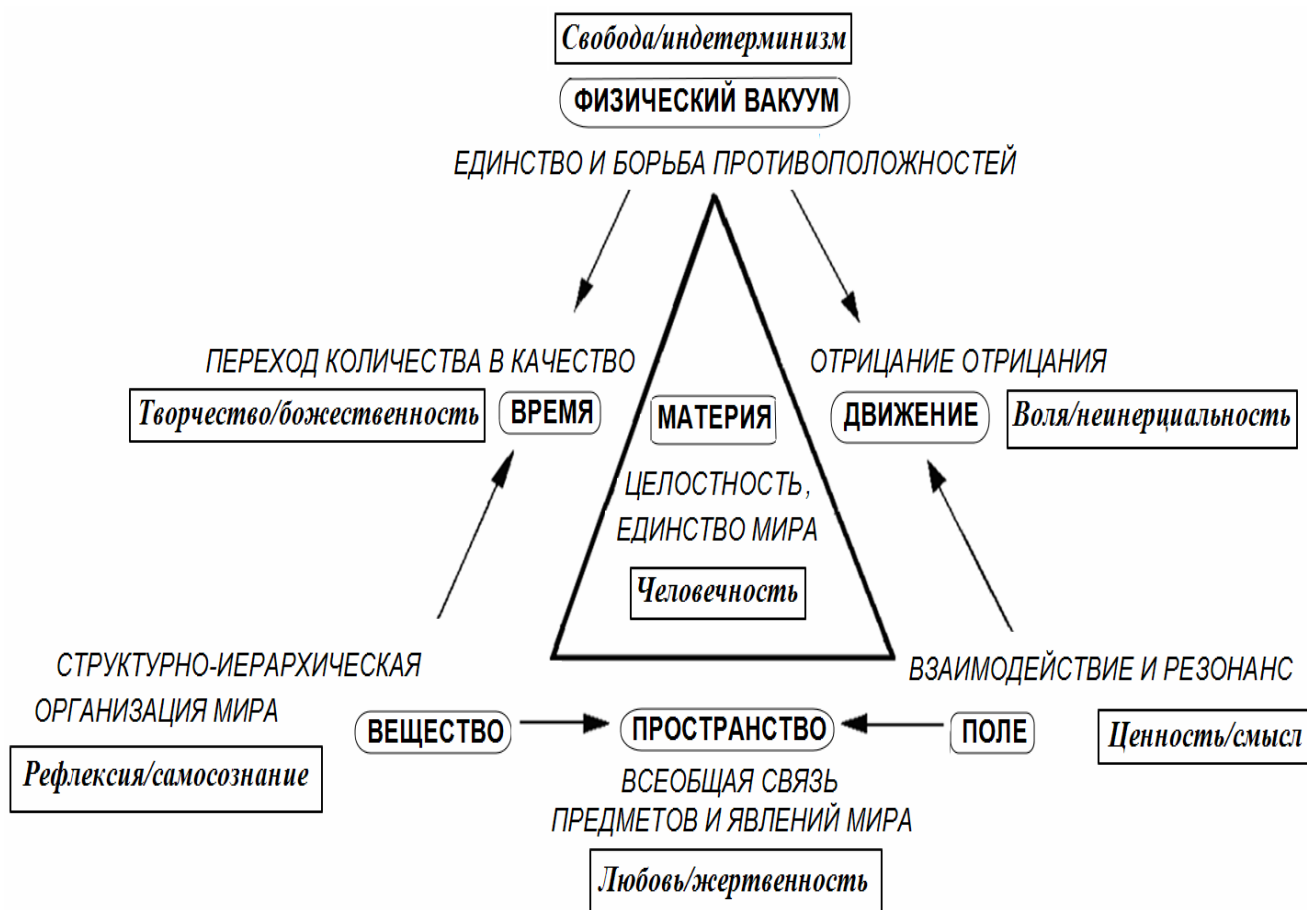 Свобода/индетерминизм
ФИЗИЧЕСКИЙ ВАКУУМ
ЕДИНСТВО И БОРЬБА ПРОТИВОПОЛОЖНОСТЕЙ
ПЕРЕХОД КОЛИЧЕСТВА В КАЧЕСТВО
Творчество/божественность
ВРЕМЯ
МАТЕРИЯ
ЦЕЛОСТНОСТЬ,
ЕДИНСТВО МИРА
Человечность
ОТРИЦАНИЕ ОТРИЦАНИЯ
ДВИЖЕНИЕ
Воля/неинерциальность
СТРУКТУРНО-ИЕРАРХИЧЕСКАЯ
ОРГАНИЗАЦИЯ МИРА
ВЕЩЕСТВО
Рефлексия/самосознание
ПРОСТРАНСТВО
ВСЕОБЩАЯ СВЯЗЬ
ПРЕДМЕТОВ И ЯВЛЕНИЙ МИРА
Любовь/жертвенность
ВЗАИМОДЕЙСТВИЕ И РЕЗОНАНС
ПОЛЕ
Ценность/смысл